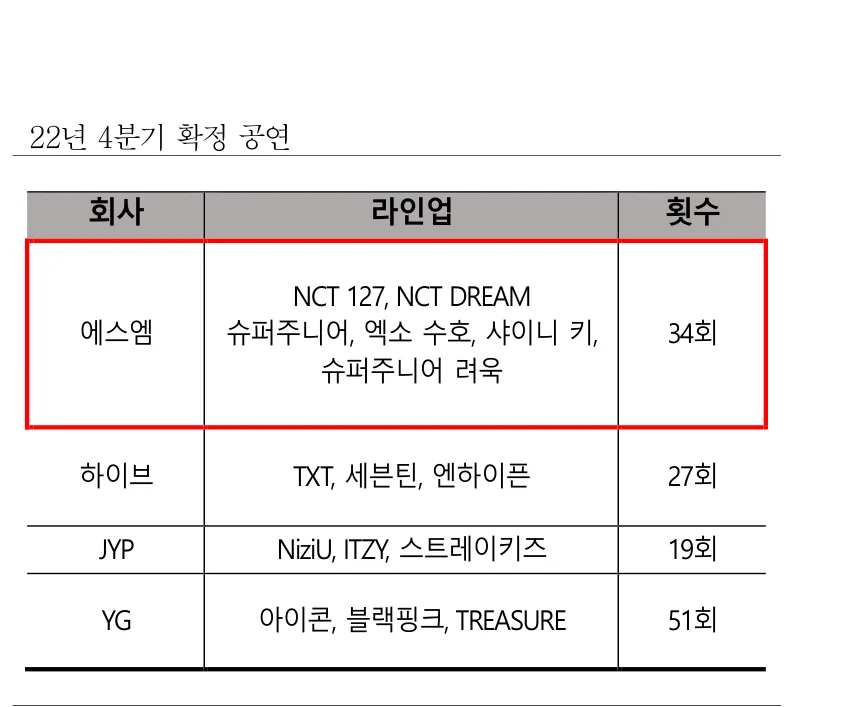 22년 4분기 확정 공연
회사 라인업 횟수
에스엠 NCT 127, NCT DREAM
슈퍼주니어, 엑소 수호, 샤이니 키,
슈퍼주니어 려욱 34회
하이브 TXT, 세븐틴, 엔하이픈 27회
JYP NiziU, ITZY, 스트레이키즈 19회
YG 아이콘, 블랙핑크, TREASURE 51회